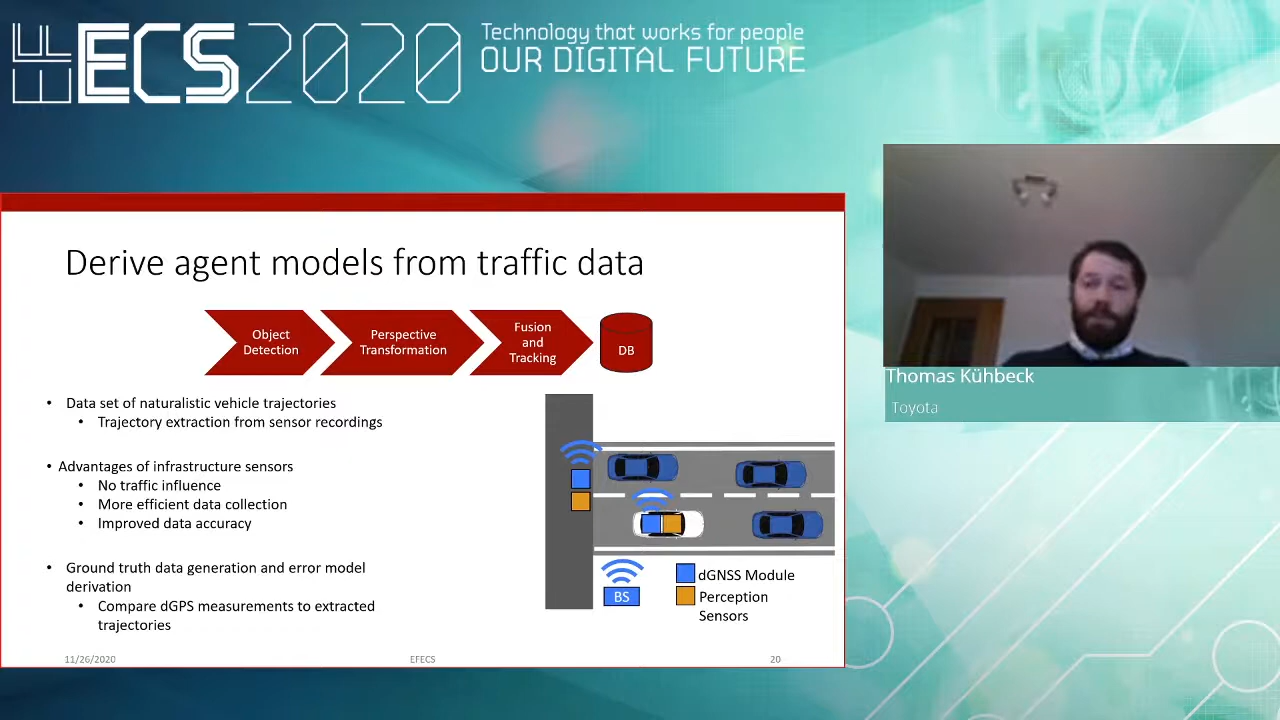 EFECS2020
Technology that works for people
OUR DIGITAL FUTURE
Derive agent models from traffic data
Object
Detection
Perspective
Transformation
Fusion
and
Tracking
DB
• Data set of naturalistic vehicle trajectories
• Trajectory extraction from sensor recordings
• Advantages of infrastructure sensors
• No traffic influence
• More efficient data collection
• Improved data accuracy
• Ground truth data generation and error model
derivation
• Compare dGPS measurements to extracted
trajectories
BS
dGNSS Module
Perception
Sensors
11/26/2020
EFECS
20
Thomas Kühbeck
Toyota